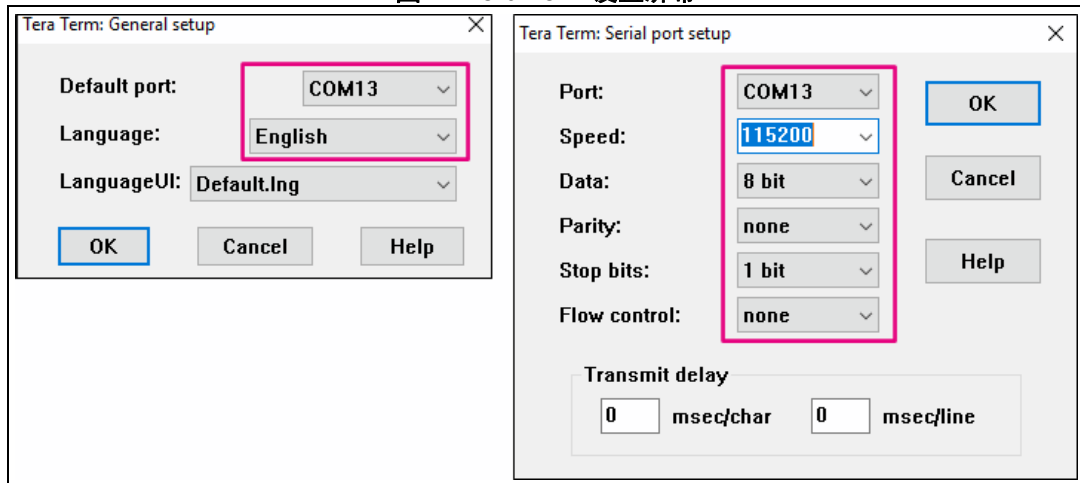 Tera Term: General setup
Default port: COM13
Language: English
LanguageUI: Default.lng
OK Cancel Help
Tera Term: Serial port setup
Port: COM13
OK
Speed: 115200
Data: 8 bit
Cancel
Parity: none
Stop bits: 1 bit
Help
Flow control: none
Transmit delay
0 msec/char 0 msec/line